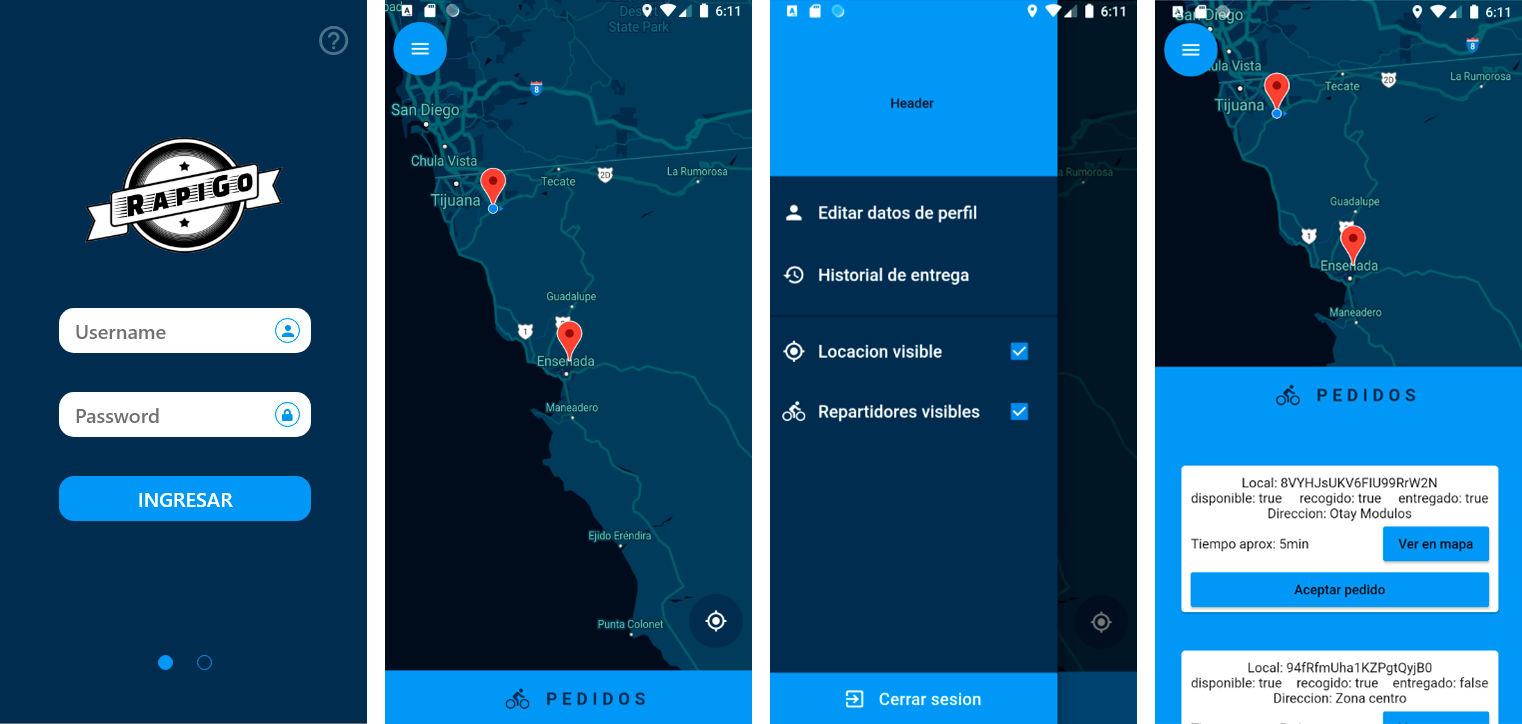 RAPIGO
Username
Password
INGRESAR
6:11
State Park
8
San Diego
Chula Vista
Tijuana
Tecate
2D
La Rumorosa
Guadalupe
1
Ensenada
Maneadero
Ejido Eréndira
Punta Colonet
PEDIDOS
6:11
Header
La Rumorosa
Editar datos de perfil
Historial de entrega
Locacion visible
Repartidores visibles
Cerrar sesion
6:11
San Diego
8
Chula Vista
Tijuana
Tecate
2D
La Rumorosa
Guadalupe
1
Ensenada
Maneadero
PEDIDOS
Local: 8VYHJsUKV6FIU99RrW2N
disponible: true recogido: true entregado: true
Direccion: Otay Modulos
Tiempo aprox: 5min
Ver en mapa
Aceptar pedido
Local: 94fRfmUha1KZPgtQyjB0
disponible: true recogido: true entregado: false
Direccion: Zona centro